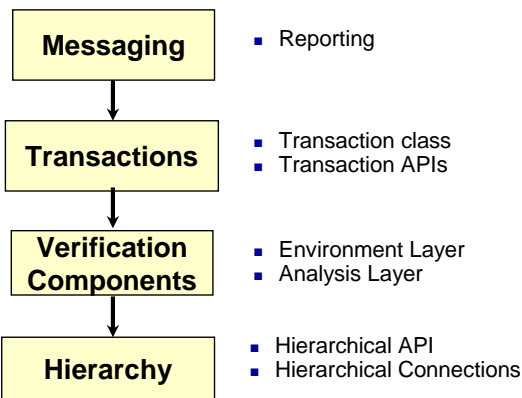 Messaging
▪ Reporting
Transactions
▪ Transaction class
▪ Transaction APIs
Verification
Components
▪ Environment Layer
▪ Analysis Layer
Hierarchy
▪ Hierarchical API
▪ Hierarchical Connections